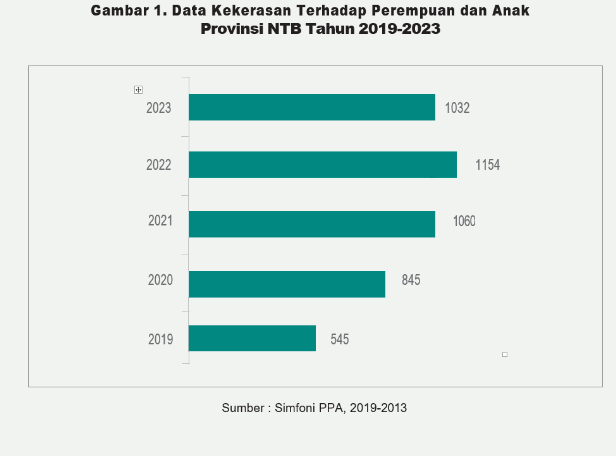 Gambar 1. Data Kekerasan Terhadap Perempuan dan Anak
Provinsi NTB Tahun 2019-2023
2023 1032
2022 1154
2021 1060
2020 845
2019 545
Sumber : Simfoni PPA, 2019-2013